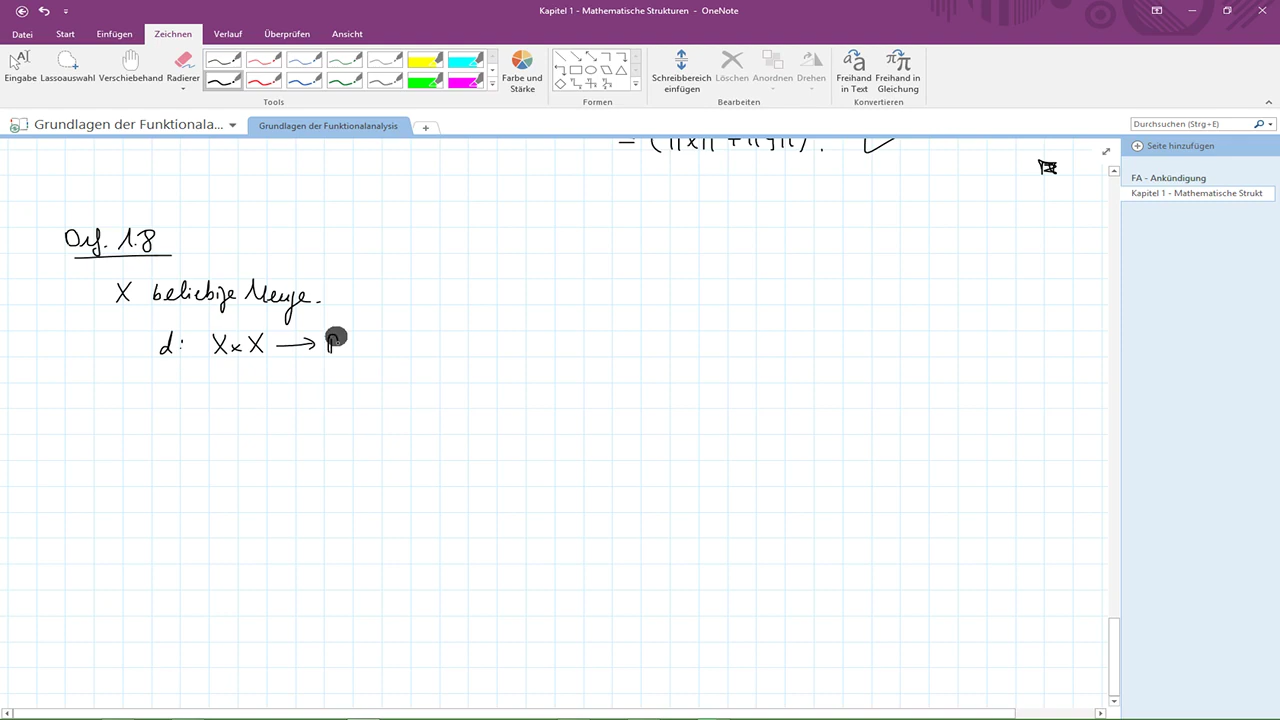 Kapitel 1 - Mathematische Strukturen - OneNote
Datei Start Einfügen Zeichnen Verlauf Überprüfen Ansicht
Eingabe Lassoauswahl Verschiebehand Radierer Farbe und Stärke Schreibbereich einfügen Löschen Anordnen Drehen Freihand in Text Freihand in Gleichung
Tools Formen Bearbeiten Konvertieren
Grundlagen der Funktionala... Grundlagen der Funktionalanalysis Durchsuchen (Strg+E)
Seite hinzufügen
FA - Ankündigung
Kapitel 1 - Mathematische Strukt
= (||x|| + ||y||).
Def. 1.8
X beliebige Menge.
d: X × X →